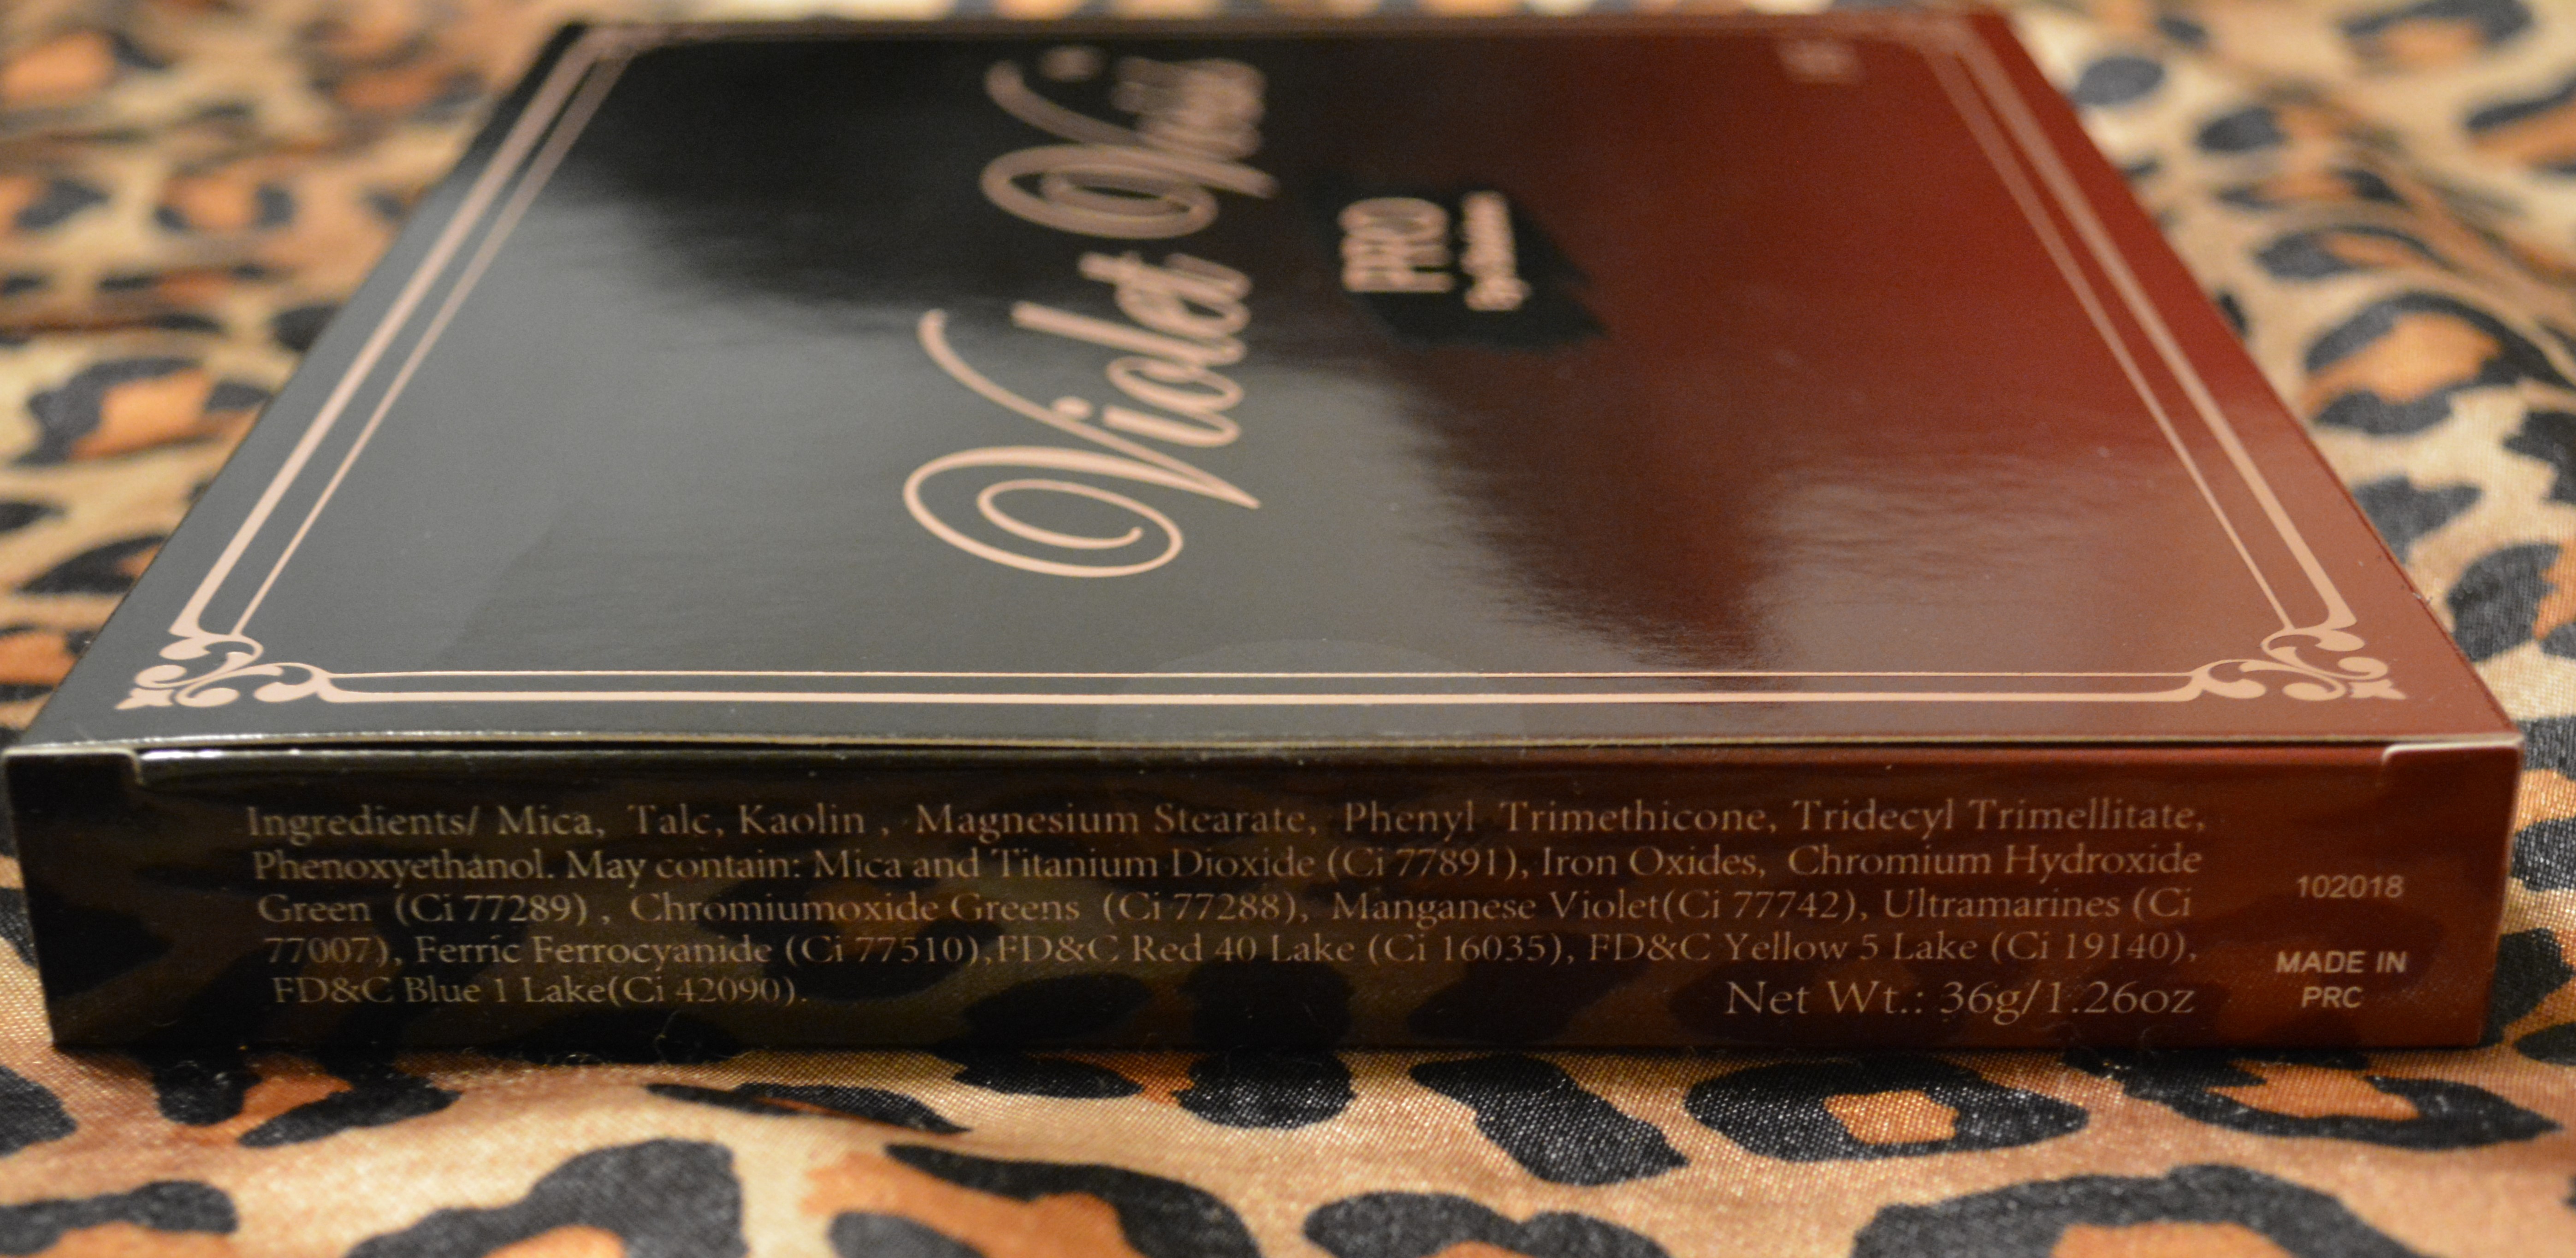 Violet Voss
PRO
Ingredients/ Mica, Talc, Kaolin , Magnesium Stearate, Phenyl Trimethicone, Tridecyl Trimellitate,
Phenoxyethanol. May contain: Mica and Titanium Dioxide (Ci 77891), Iron Oxides, Chromium Hydroxide
Green (Ci 77289) , Chromiumoxide Greens (Ci 77288), Manganese Violet(Ci 77742), Ultramarines (Ci
77007), Ferric Ferrocyanide (Ci 77510),FD&C Red 40 Lake (Ci 16035), FD&C Yellow 5 Lake (Ci 19140),
FD&C Blue 1 Lake(Ci 42090).
Net Wt.: 36g/1.26oz
102018
MADE IN
PRC